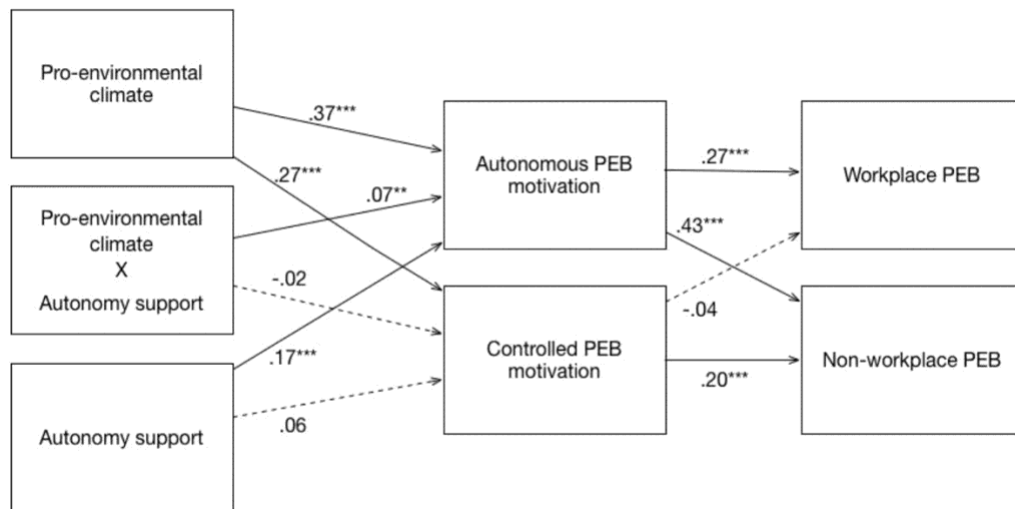 Pro-environmental
climate
.37***
.27***
Pro-environmental
climate
X
Autonomy support
.07**
-.02
Autonomy support
.17***
.06
Autonomous PEB
motivation
Controlled PEB
motivation
.27***
.43***
-.04
.20***
Workplace PEB
Non-workplace PEB